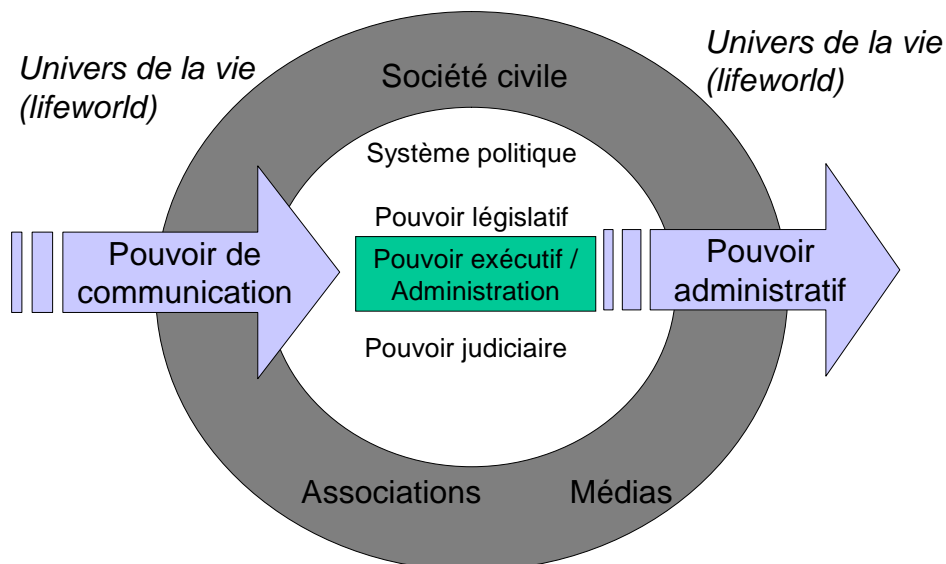 Univers de la vie
(lifeworld)
Univers de la vie
(lifeworld)
Société civile
Système politique
Pouvoir législatif
Pouvoir de
communication
Pouvoir exécutif /
Administration
Pouvoir
administratif
Pouvoir judiciaire
Associations
Médias